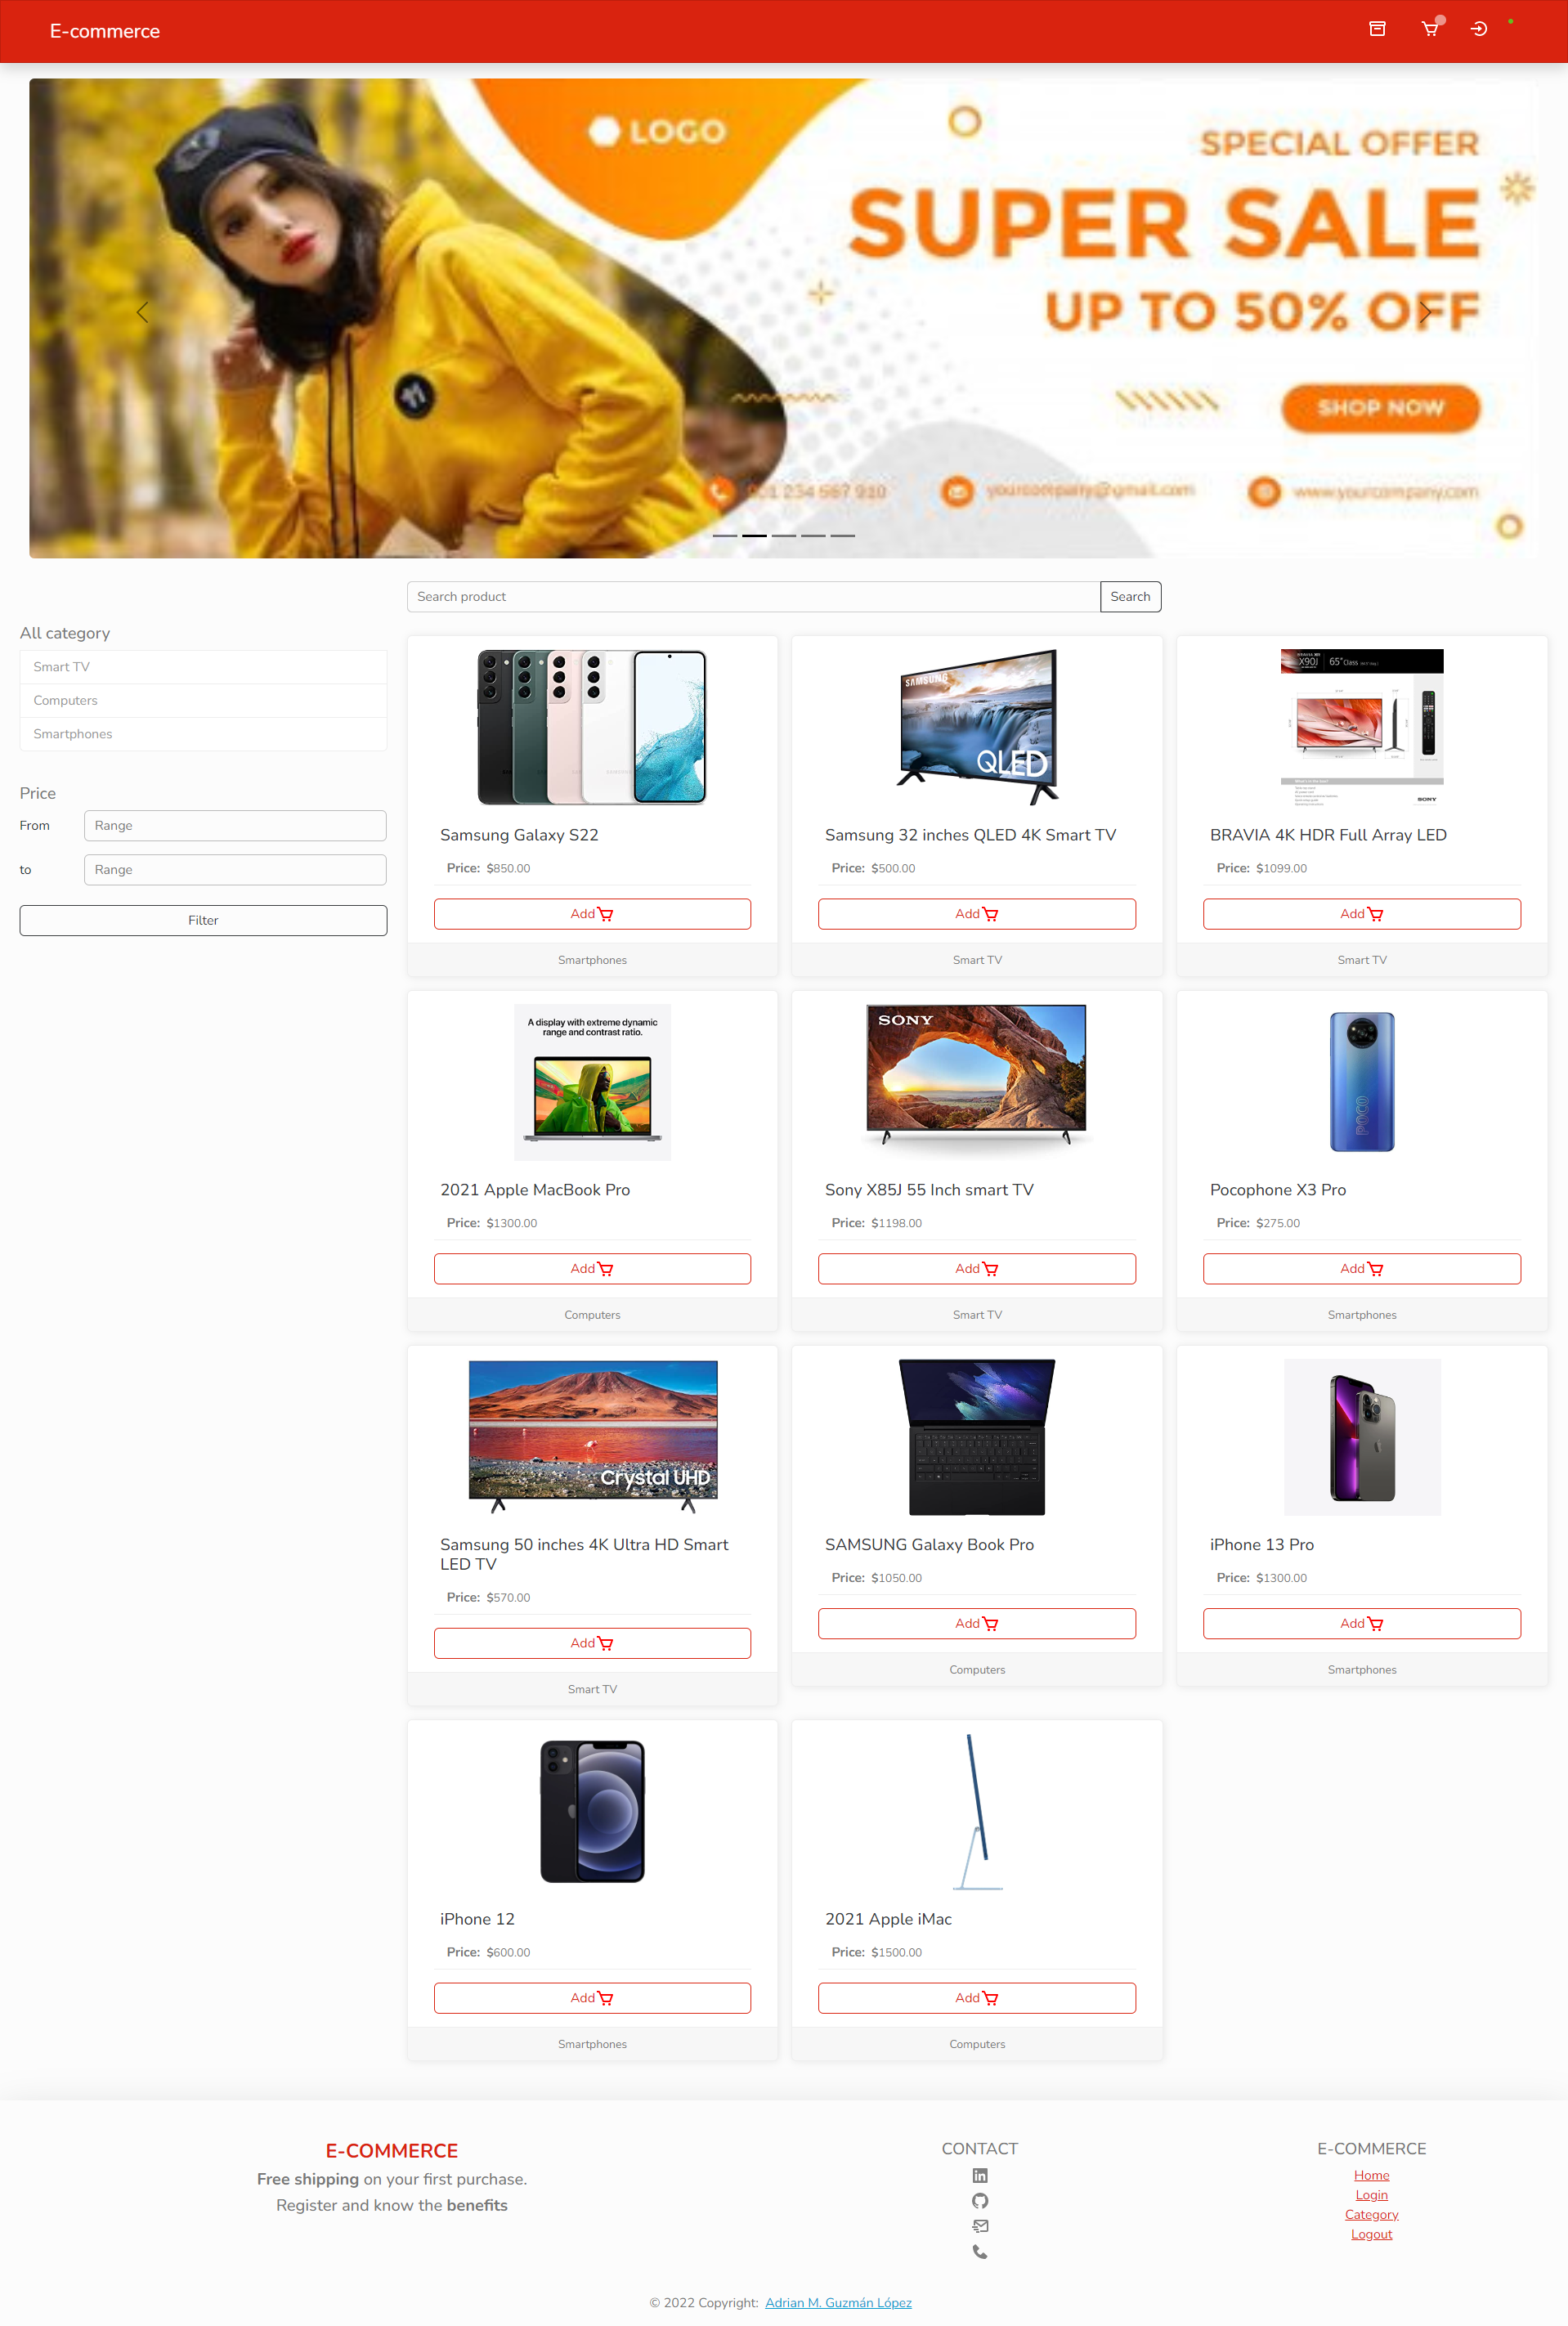 E-commerce
LOGO
SPECIAL OFFER
SUPER SALE
UP TO 50% OFF
SHOP NOW
001 234 567 910
yourcompany@gmail.com
www.yourcompany.com
Search product
Search
All category
Smart TV
Computers
Smartphones
Price
From
Range
to
Range
Filter
Samsung Galaxy S22
Price: $850.00
Add
Smartphones
SAMSUNG
QLED
Samsung 32 inches QLED 4K Smart TV
Price: $500.00
Add
Smart TV
X90J
65" Class
SONY
BRAVIA 4K HDR Full Array LED
Price: $1099.00
Add
Smart TV
A display with extreme dynamic
range and contrast ratio.
2021 Apple MacBook Pro
Price: $1300.00
Add
Computers
SONY
Sony X85J 55 Inch smart TV
Price: $1198.00
Add
Smart TV
POCO
Pocophone X3 Pro
Price: $275.00
Add
Smartphones
Crystal UHD
Samsung 50 inches 4K Ultra HD Smart
LED TV
Price: $570.00
Add
Smart TV
SAMSUNG Galaxy Book Pro
Price: $1050.00
Add
Computers
iPhone 13 Pro
Price: $1300.00
Add
Smartphones
iPhone 12
Price: $600.00
Add
Smartphones
2021 Apple iMac
Price: $1500.00
Add
Computers
E-COMMERCE
Free shipping on your first purchase.
Register and know the benefits
CONTACT
E-COMMERCE
Home
Login
Category
Logout
© 2022 Copyright: Adrian M. Guzmán López